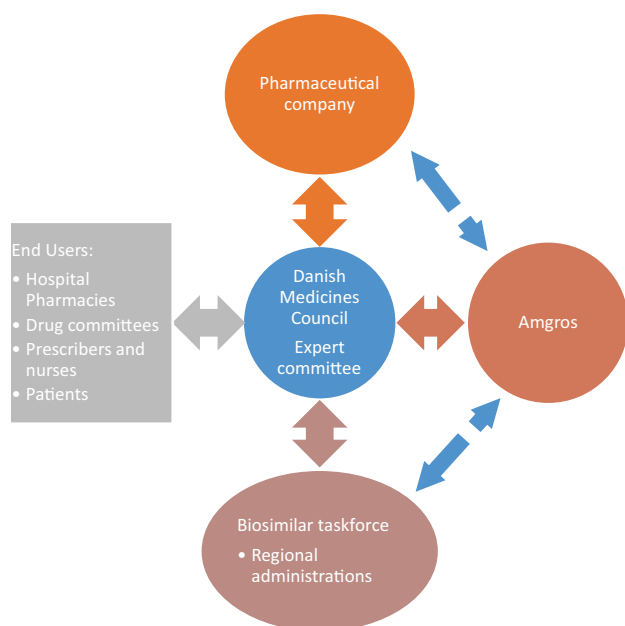 Pharmaceutical
company
End Users:
• Hospital
Pharmacies
• Drug committees
• Prescribers and
nurses
• Patients
Danish
Medicines
Council
Expert
committee
Amgros
Biosimilar taskforce
• Regional
administrations